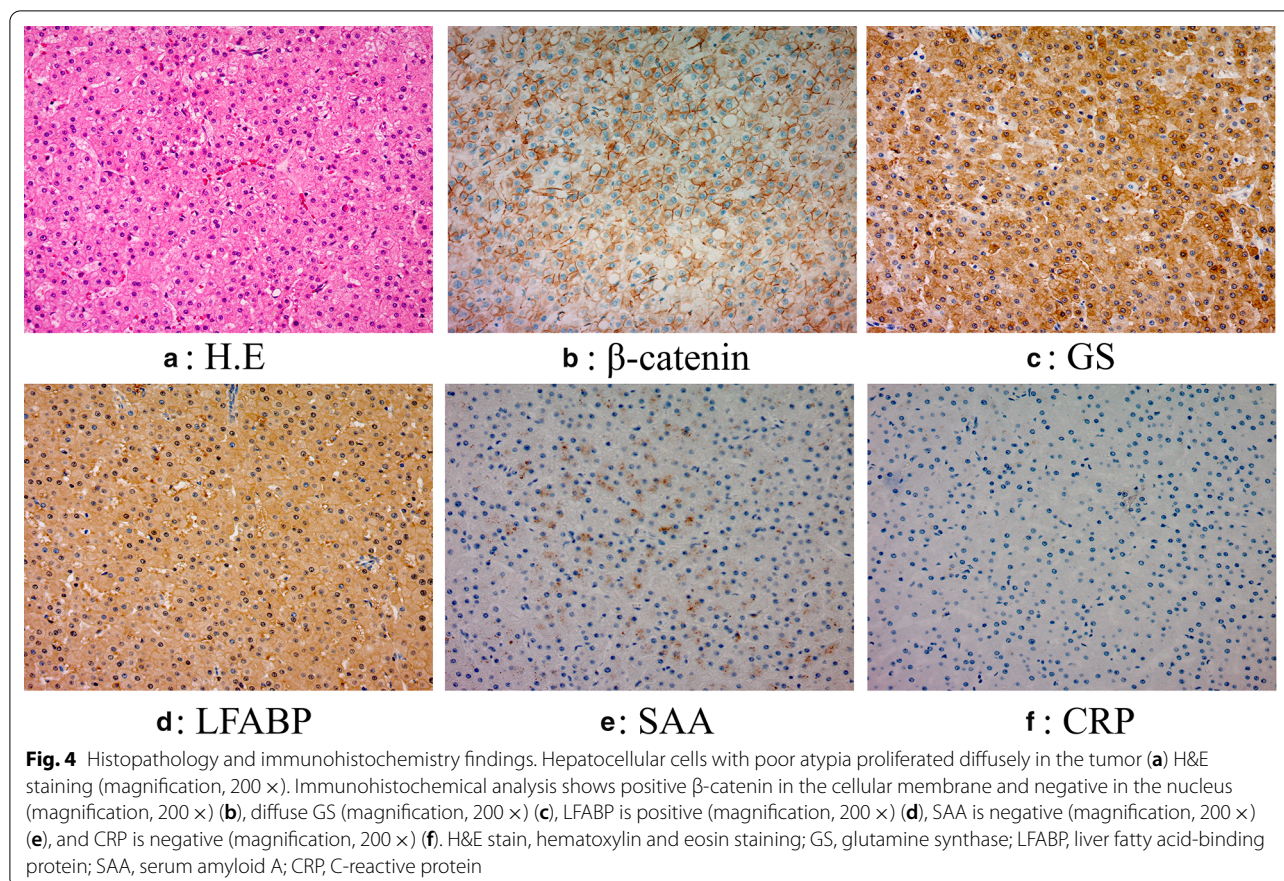 a : H.E
b : β-catenin
c : GS
d : LFABP
e : SAA
f : CRP
Fig. 4 Histopathology and immunohistochemistry findings. Hepatocellular cells with poor atypia proliferated diffusely in the tumor (a) H&E
staining (magnification, 200 ×). Immunohistochemical analysis shows positive β-catenin in the cellular membrane and negative in the nucleus
(magnification, 200 ×) (b), diffuse GS (magnification, 200 ×) (c), LFABP is positive (magnification, 200 ×) (d), SAA is negative (magnification, 200 ×)
(e), and CRP is negative (magnification, 200 ×) (f). H&E stain, hematoxylin and eosin staining; GS, glutamine synthase; LFABP, liver fatty acid-binding
protein; SAA, serum amyloid A; CRP, C-reactive protein